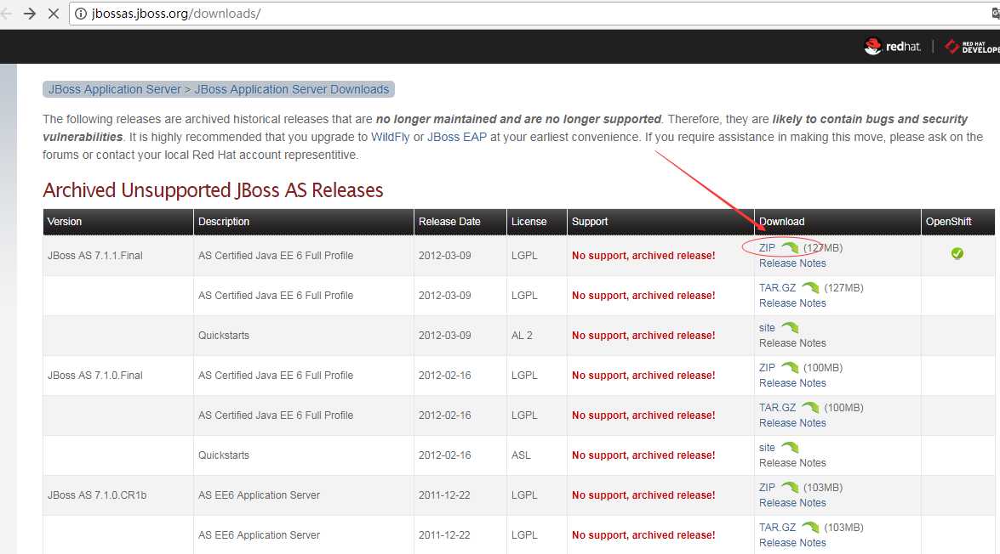 jbossas.jboss.org/downloads/
redhat. | RED HAT
DEVELOPE
JBoss Application Server > JBoss Application Server Downloads
The following releases are archived historical releases that are no longer maintained and are no longer supported. Therefore, they are likely to contain bugs and security
vulnerabilities. It is highly recommended that you upgrade to WildFly or JBoss EAP at your earliest convenience. If you require assistance in making this move, please ask on the
forums or contact your local Red Hat account representitive.
Archived Unsupported JBoss AS Releases
Version Description Release Date License Support Download OpenShift
JBoss AS 7.1.1.Final AS Certified Java EE 6 Full Profile 2012-03-09 LGPL No support, archived release! ZIP (127MB)
Release Notes
AS Certified Java EE 6 Full Profile 2012-03-09 LGPL No support, archived release! TAR.GZ (127MB)
Release Notes
Quickstarts 2012-03-09 AL 2 No support, archived release! site
Release Notes
JBoss AS 7.1.0.Final AS Certified Java EE 6 Full Profile 2012-02-16 LGPL No support, archived release! ZIP (100MB)
Release Notes
AS Certified Java EE 6 Full Profile 2012-02-16 LGPL No support, archived release! TAR.GZ (100MB)
Release Notes
Quickstarts 2012-02-16 ASL No support, archived release! site
Release Notes
JBoss AS 7.1.0.CR1b AS EE6 Application Server 2011-12-22 LGPL No support, archived release! ZIP (103MB)
Release Notes
AS EE6 Application Server 2011-12-22 LGPL No support, archived release! TAR.GZ (103MB)
Release Notes